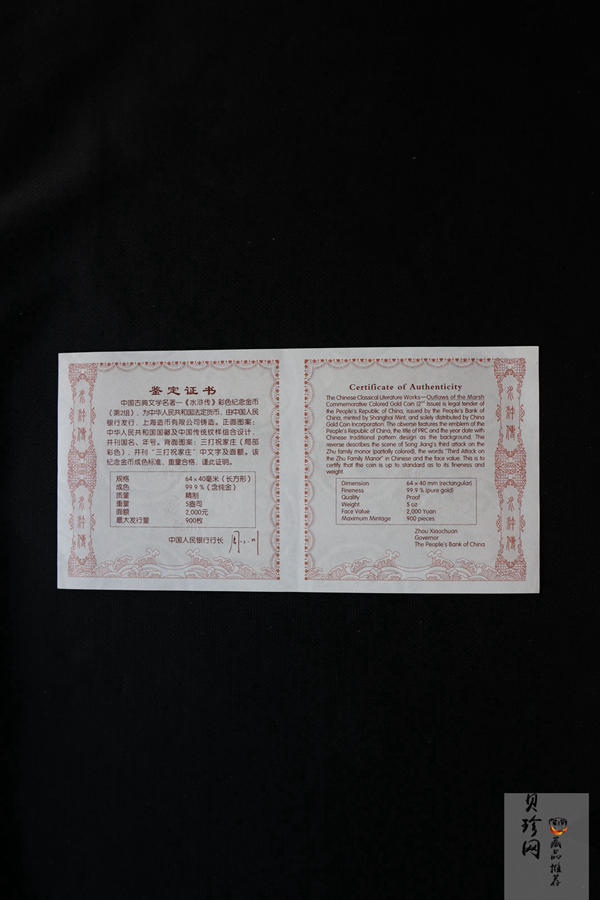 鉴定证书
中国古典文学名著—《水浒传》彩色纪念金币
(第2组)，为中华人民共和国法定货币，由中国人民
银行发行，上海造币有限公司铸造。正面图案：
中华人民共和国国徽及中国传统纹样组合设计，
并刊国名、年号。背面图案：三打祝家庄（局部
彩色），并刊“三打祝家庄”中文字及面额。该
纪念金币成色标准、重量合格，谨此证明。
规格 64×40毫米（长方形）
成色 99.9％（含纯金）
质量 精制
重量 5盎司
面额 2,000元
最大发行量 900枚
中国人民银行行长
Certificate of Authenticity
The Chinese Classical Literature Works—Outlaws of the Marsh
Commemorative Colored Gold Coin (2nd Issue) is legal tender of
the People's Republic of China, issued by the People's Bank of
China, minted by Shanghai Mint, and solely distributed by China
Gold Coin Incorporation. The obverse features the emblem of the
People's Republic of China, the title of PRC and the year date with
Chinese traditional pattern design as the background. The
reverse describes the scene of Song Jiang's third attack on the
Zhu family manor (partially colored), the words "Third Attack on
the Zhu Family Manor" in Chinese and the face value. This is to
certify that the coin is up to standard as to its fineness and
weight.
Dimension 64 × 40 mm (rectangular)
Fineness 99.9 % (pure gold)
Quality Proof
Weight 5 oz
Face Value 2,000 Yuan
Maximum Mintage 900 pieces
Zhou Xiaochuan
Governor
The People's Bank of China
水浒传
水浒传
水浒传
水浒传
贝珍网
藏品推荐